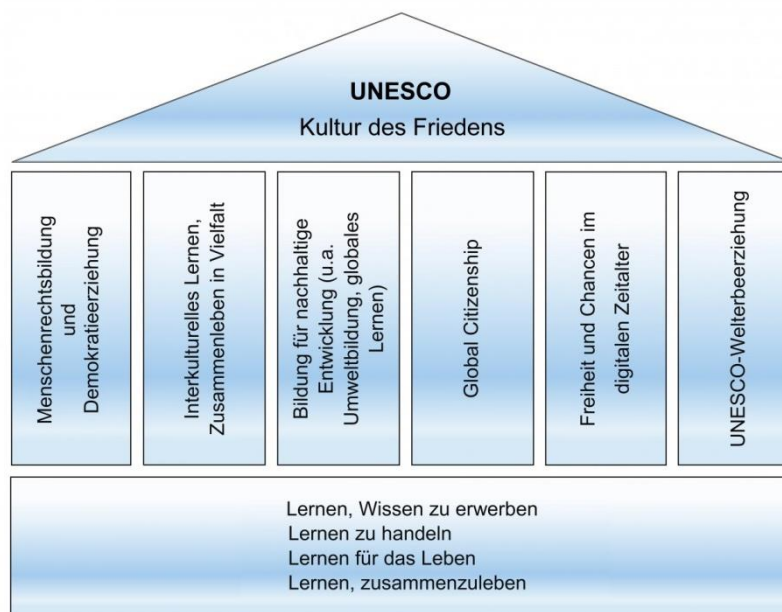 UNESCO
Kultur des Friedens
Menschenrechtsbildung
und
Demokratieerziehung
Interkulturelles Lernen,
Zusammenleben in Vielfalt
Bildung für nachhaltige
Entwicklung (u.a.
Umweltbildung, globales
Lernen)
Global Citizenship
Freiheit und Chancen im
digitalen Zeitalter
UNESCO-Welterbeerziehung
Lernen, Wissen zu erwerben
Lernen zu handeln
Lernen für das Leben
Lernen, zusammenzuleben